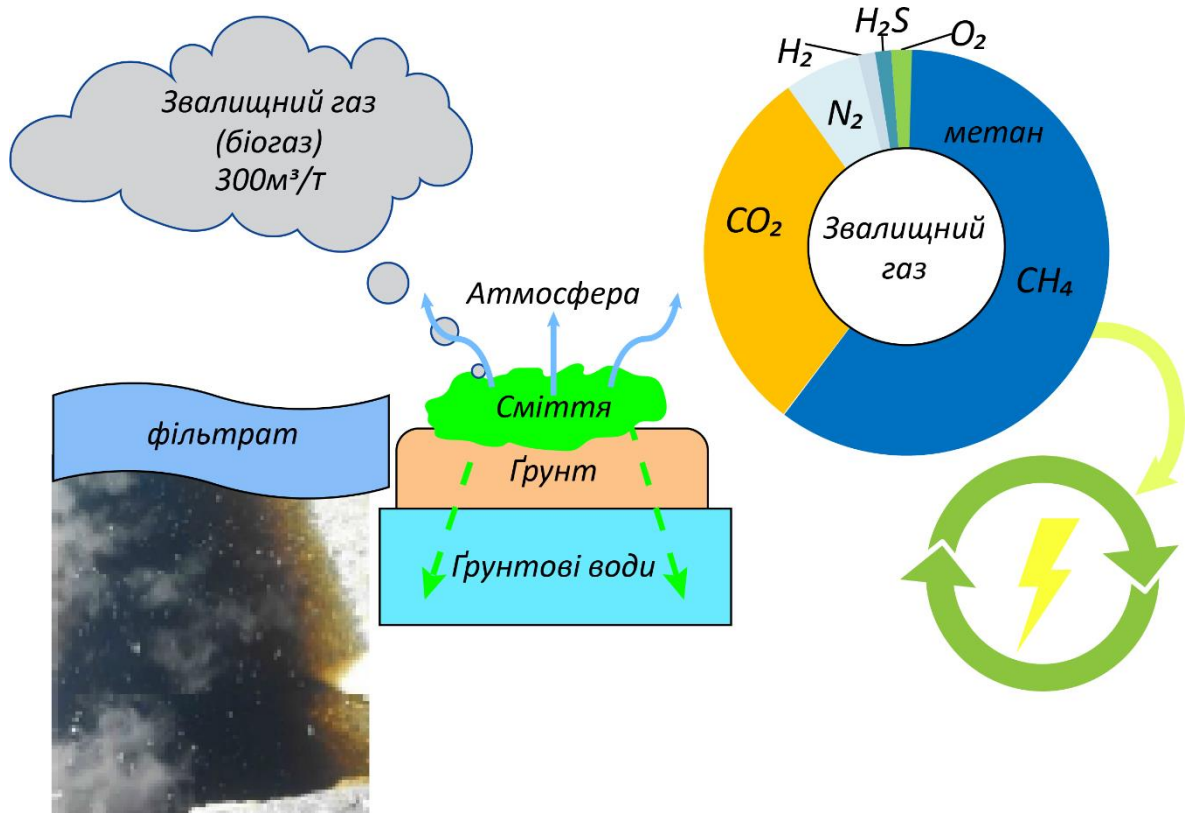 Звалищний газ
(біогаз)
300м³/т
H₂
H₂S
O₂
N₂
метан
CO₂
Звалищний
газ
CH₄
Атмосфера
Сміття
фільтрат
Ґрунт
Ґрунтові води